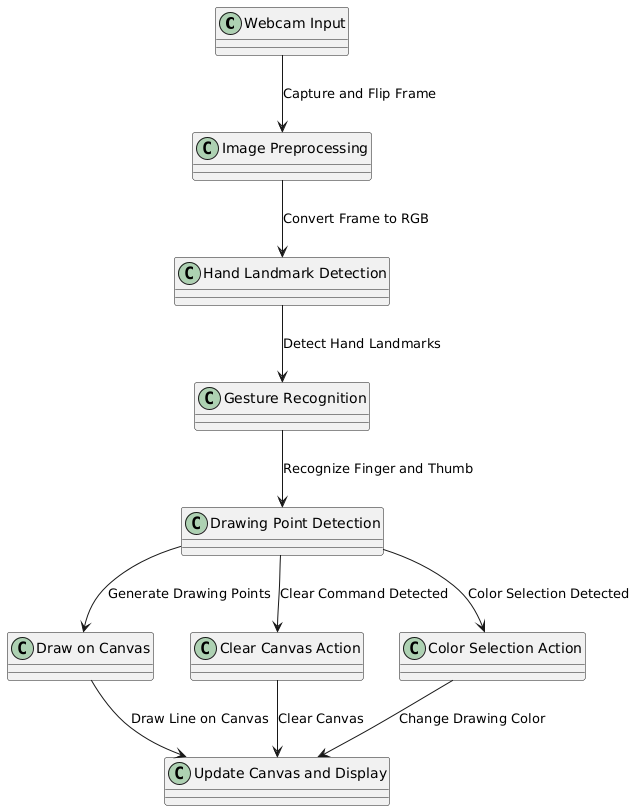 C Webcam Input
Capture and Flip Frame
C Image Preprocessing
Convert Frame to RGB
C Hand Landmark Detection
Detect Hand Landmarks
C Gesture Recognition
Recognize Finger and Thumb
C Drawing Point Detection
Generate Drawing Points
Clear Command Detected
Color Selection Detected
C Draw on Canvas
C Clear Canvas Action
C Color Selection Action
Draw Line on Canvas
Clear Canvas
Change Drawing Color
C Update Canvas and Display